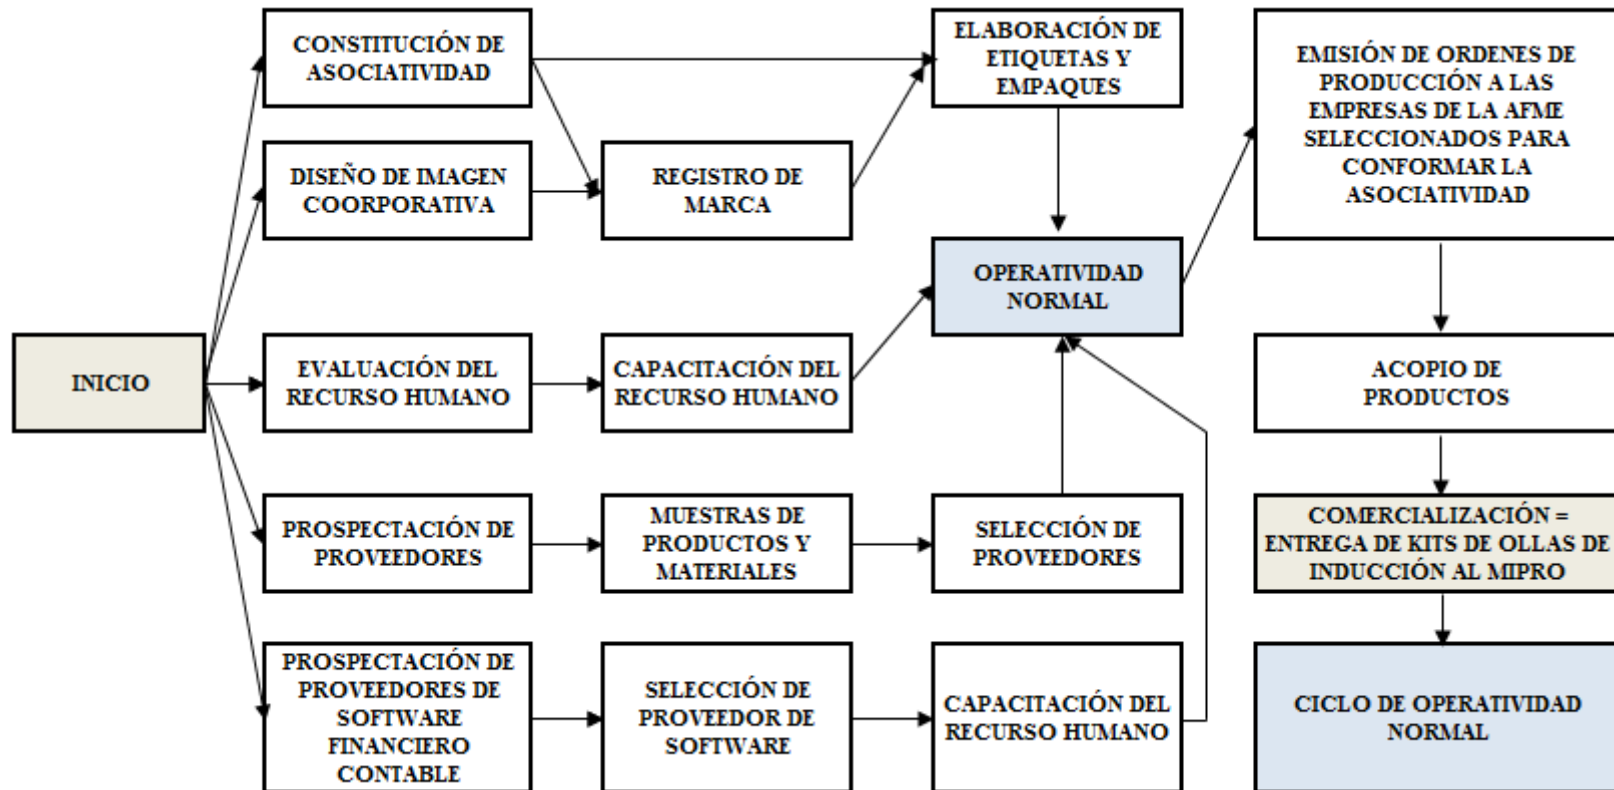 CONSTITUCIÓN DE
ASOCIATIVIDAD
ELABORACIÓN DE
ETIQUETAS Y
EMPAQUES
EMISIÓN DE ORDENES DE
PRODUCCIÓN A LAS
EMPRESAS DE LA AFME
SELECCIONADOS PARA
CONFORMAR LA
ASOCIATIVIDAD
DISEÑO DE IMAGEN
COORPORATIVA
REGISTRO DE
MARCA
OPERATIVIDAD
NORMAL
INICIO
EVALUACIÓN DEL
RECURSO HUMANO
CAPACITACIÓN DEL
RECURSO HUMANO
ACOPIO DE
PRODUCTOS
PROSPECTACIÓN DE
PROVEEDORES
MUESTRAS DE
PRODUCTOS Y
MATERIALES
SELECCIÓN DE
PROVEEDORES
COMERCIALIZACIÓN =
ENTREGA DE KITS DE OLLAS DE
INDUCCIÓN AL MIPRO
PROSPECTACIÓN DE
PROVEEDORES DE
SOFTWARE
FINANCIERO
CONTABLE
SELECCIÓN DE
PROVEEDOR DE
SOFTWARE
CAPACITACIÓN DEL
RECURSO HUMANO
CICLO DE OPERATIVIDAD
NORMAL